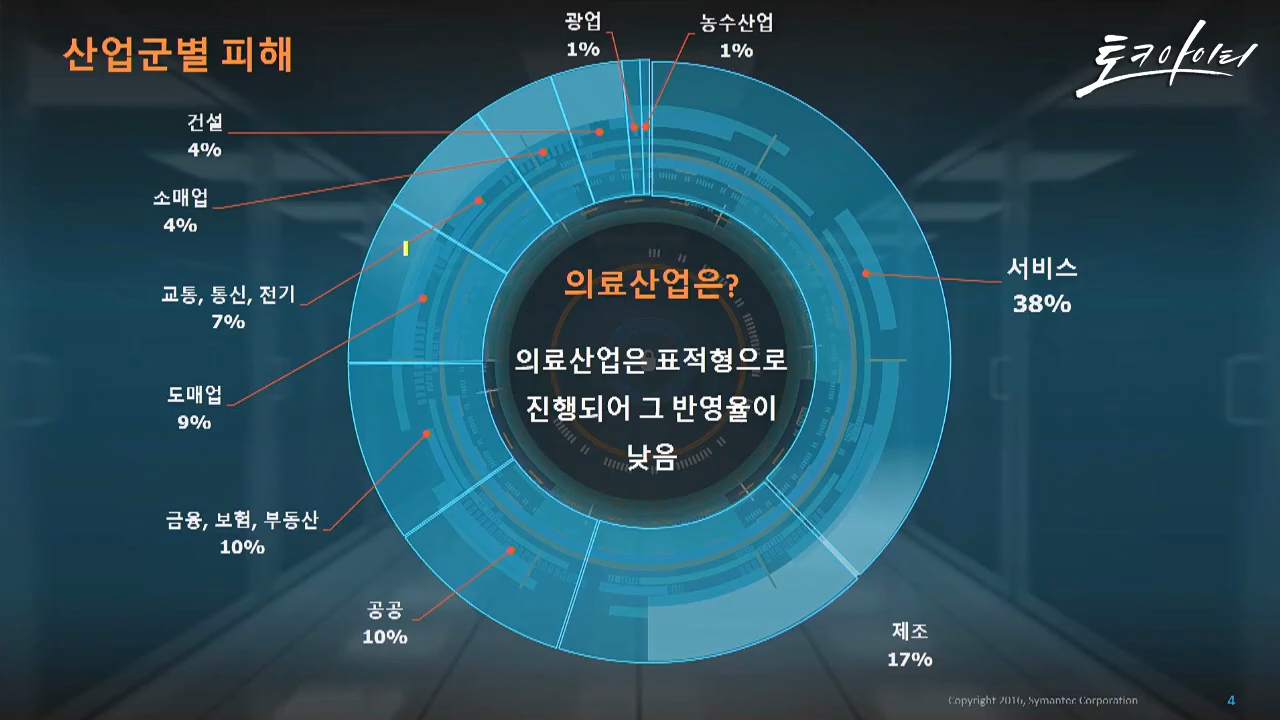 산업군별 피해
광업
1%
농수산업
1%
토크아이티
건설
4%
소매업
4%
교통, 통신, 전기
7%
도매업
9%
금융, 보험, 부동산
10%
공공
10%
제조
17%
서비스
38%
의료산업은?
의료산업은 표적형으로
진행되어 그 반영율이
낮음
Copyright 2016, Symantec Corporation
4